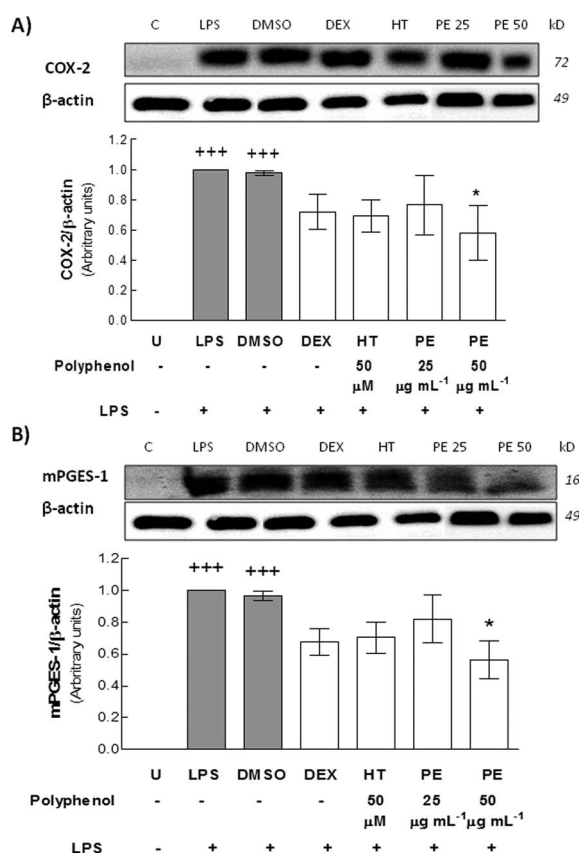 A)
C LPS DMSO DEX HT PE 25 PE 50 kD
COX-2 72
β-actin 49
COX-2/β-actin
(Arbritrary units)
1.2
1.0
0.8
0.6
0.4
0.2
0.0
+++ +++ *
U LPS DMSO DEX HT PE PE
Polyphenol - - - - 50 25 50
μM μg mL-1 μg mL-1
LPS - + + + + + +
B)
C LPS DMSO DEX HT PE 25 PE 50 kD
mPGES-1 16
β-actin 49
mPGES-1/β-actin
(Arbritrary units)
1.2
1.0
0.8
0.6
0.4
0.2
0.0
+++ +++ *
U LPS DMSO DEX HT PE PE
Polyphenol - - - - 50 25 50
μM μg mL-1 μg mL-1
LPS - + + + + + +